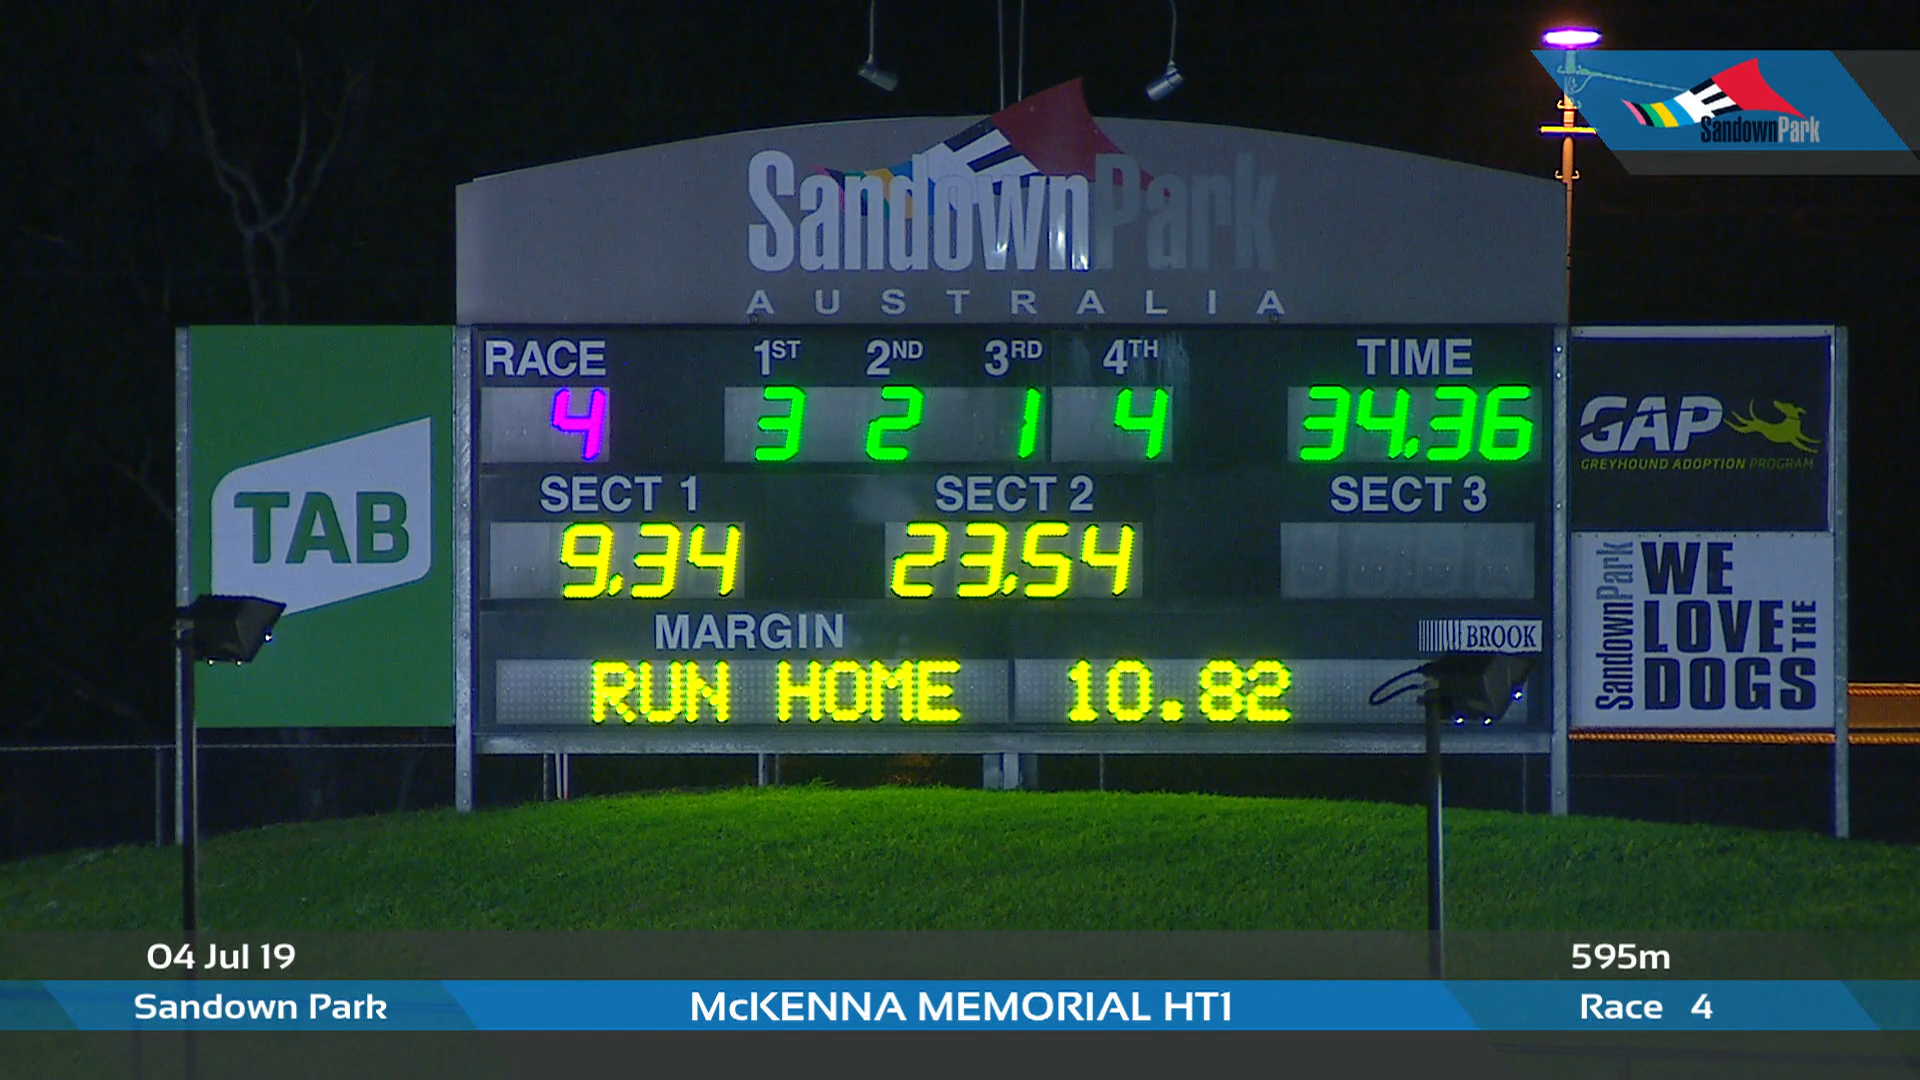 SandownPark
SandownPark
AUSTRALIA
RACE 1ST 2ND 3RD 4TH TIME
4 3 2 1 4 34.36
SECT 1 SECT 2 SECT 3
9.34 23.54
MARGIN
BROOK
RUN HOME 10.82
TAB
GAP
GREYHOUND ADOPTION PROGRAM
SandownPark
WE
LOVE THE
DOGS
04 Jul 19 595m
Sandown Park McKENNA MEMORIAL HT1 Race 4